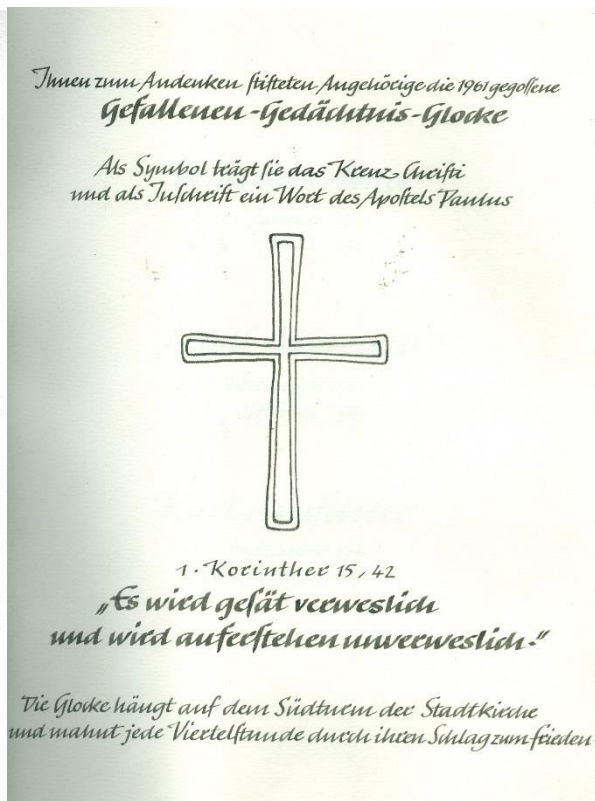 Ihnen zum Andenken stifteten Angehörige die 1961 gegossene
Gefallenen-Gedächtnis-Glocke
Als Symbol trägt sie das Kreuz Christi
und als Inschrift ein Wort des Apostels Paulus
1. Korinther 15, 42
„Es wird gesät verweslich
und wird auferstehen unverweslich."
Die Glocke hängt auf dem Südturm der Stadtkirche
und mahnt jede Viertelstunde durch ihren Schlag zum Frieden